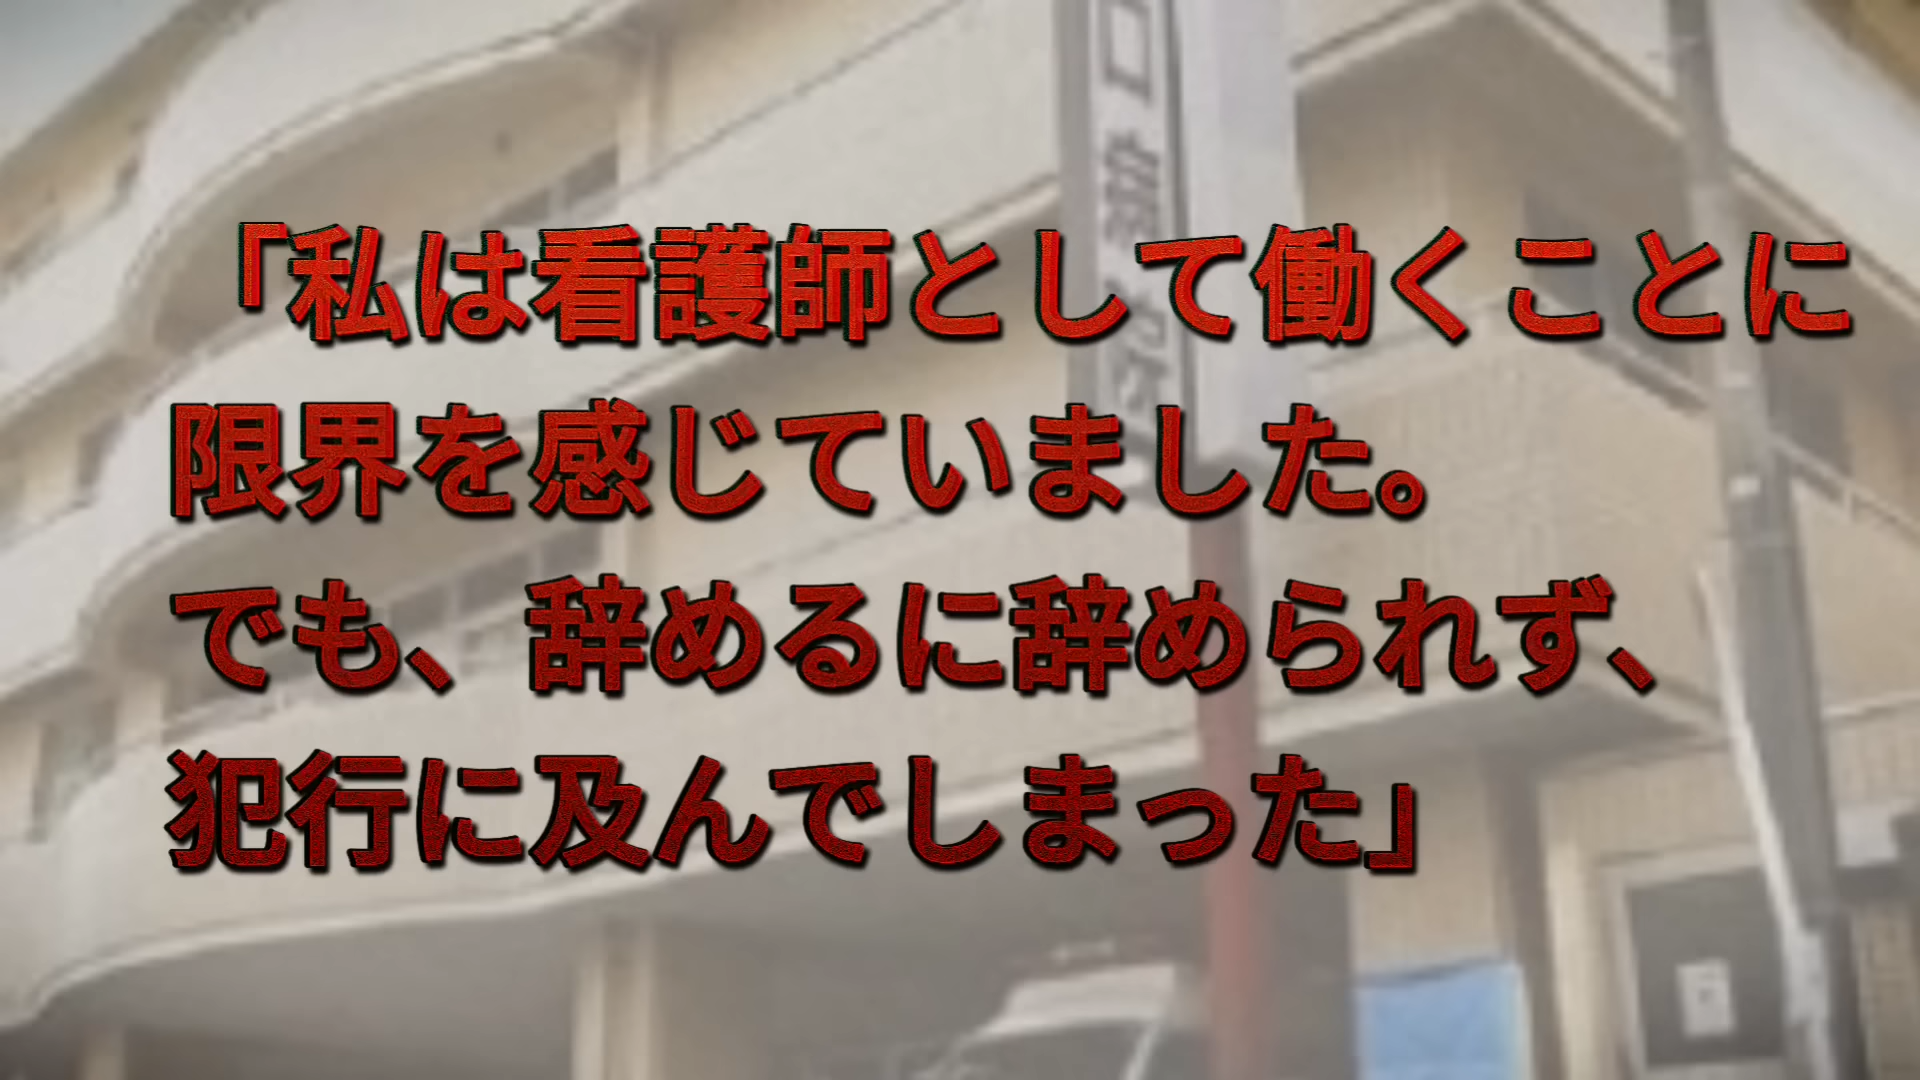 「私は看護師として働くことに
限界を感じていました。
でも、辞めるに辞められず、
犯行に及んでしまった」